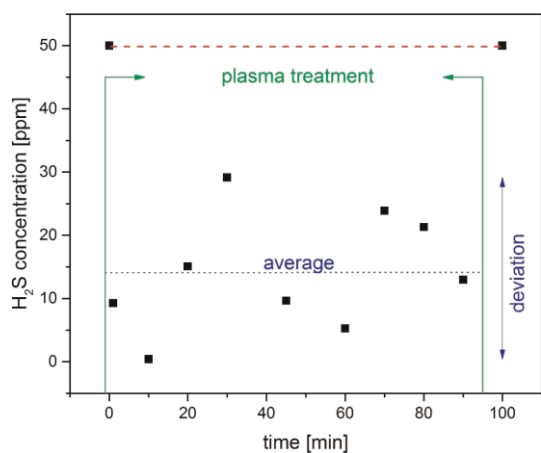 50
40
30
20
10
0
H₂S concentration [ppm]
plasma treatment
average
deviation
0 20 40 60 80 100
time [min]